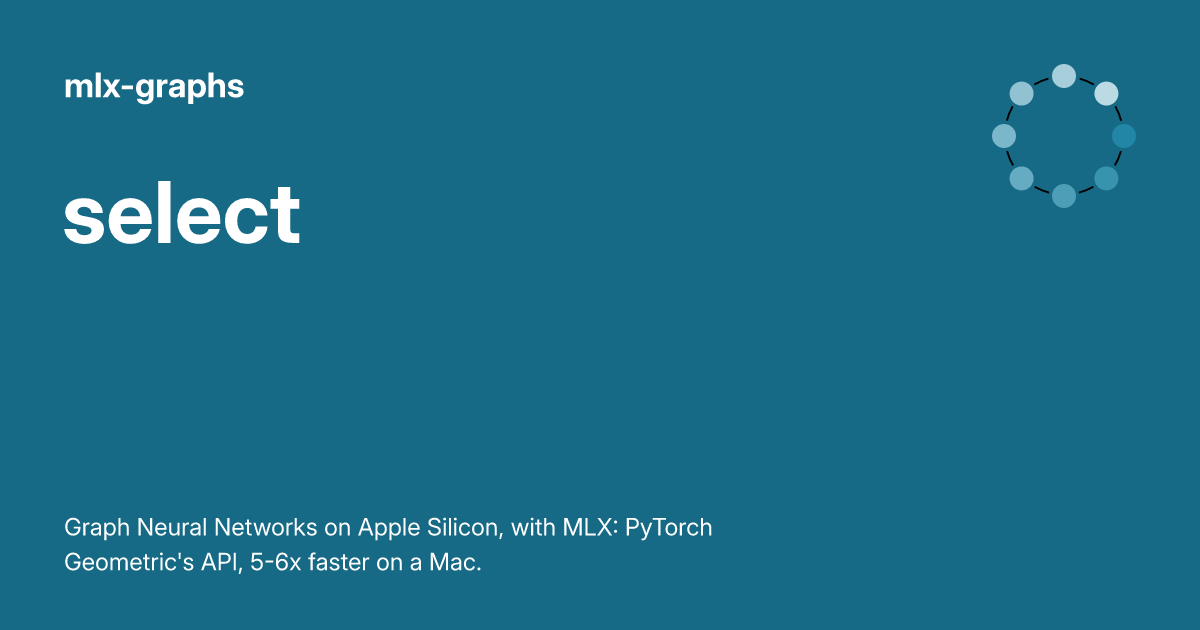 mlx-graphs
select
Graph Neural Networks on Apple Silicon, with MLX: PyTorch
Geometric's API, 5-6x faster on a Mac.